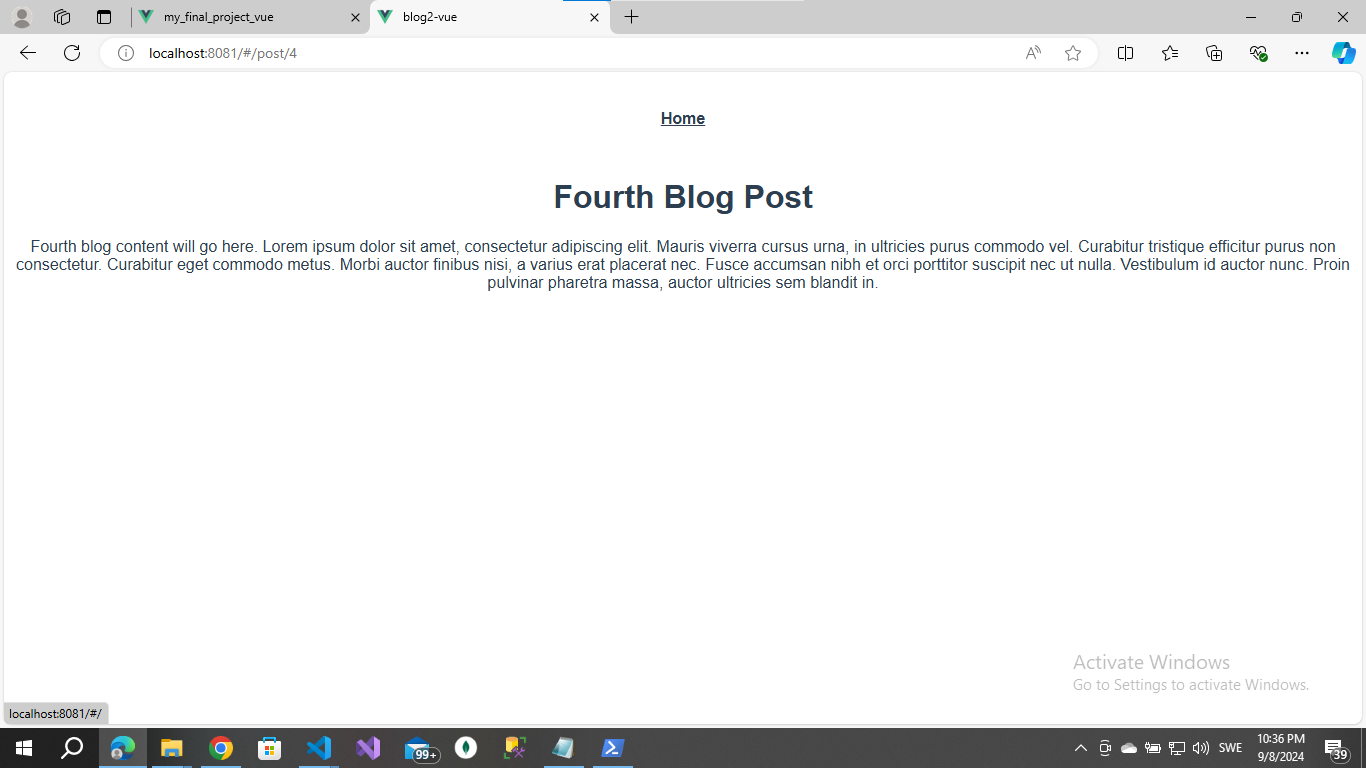 my_final_project_vue
blog2-vue
localhost:8081/#/post/4
Home
Fourth Blog Post
Fourth blog content will go here. Lorem ipsum dolor sit amet, consectetur adipiscing elit. Mauris viverra cursus urna, in ultricies purus commodo vel. Curabitur tristique efficitur purus non
consectetur. Curabitur eget commodo metus. Morbi auctor finibus nisi, a varius erat placerat nec. Fusce accumsan nibh et orci porttitor suscipit nec ut nulla. Vestibulum id auctor nunc. Proin
pulvinar pharetra massa, auctor ultricies sem blandit in.
Activate Windows
Go to Settings to activate Windows.
localhost:8081/#/
99+
SWE
10:36 PM
9/8/2024
39